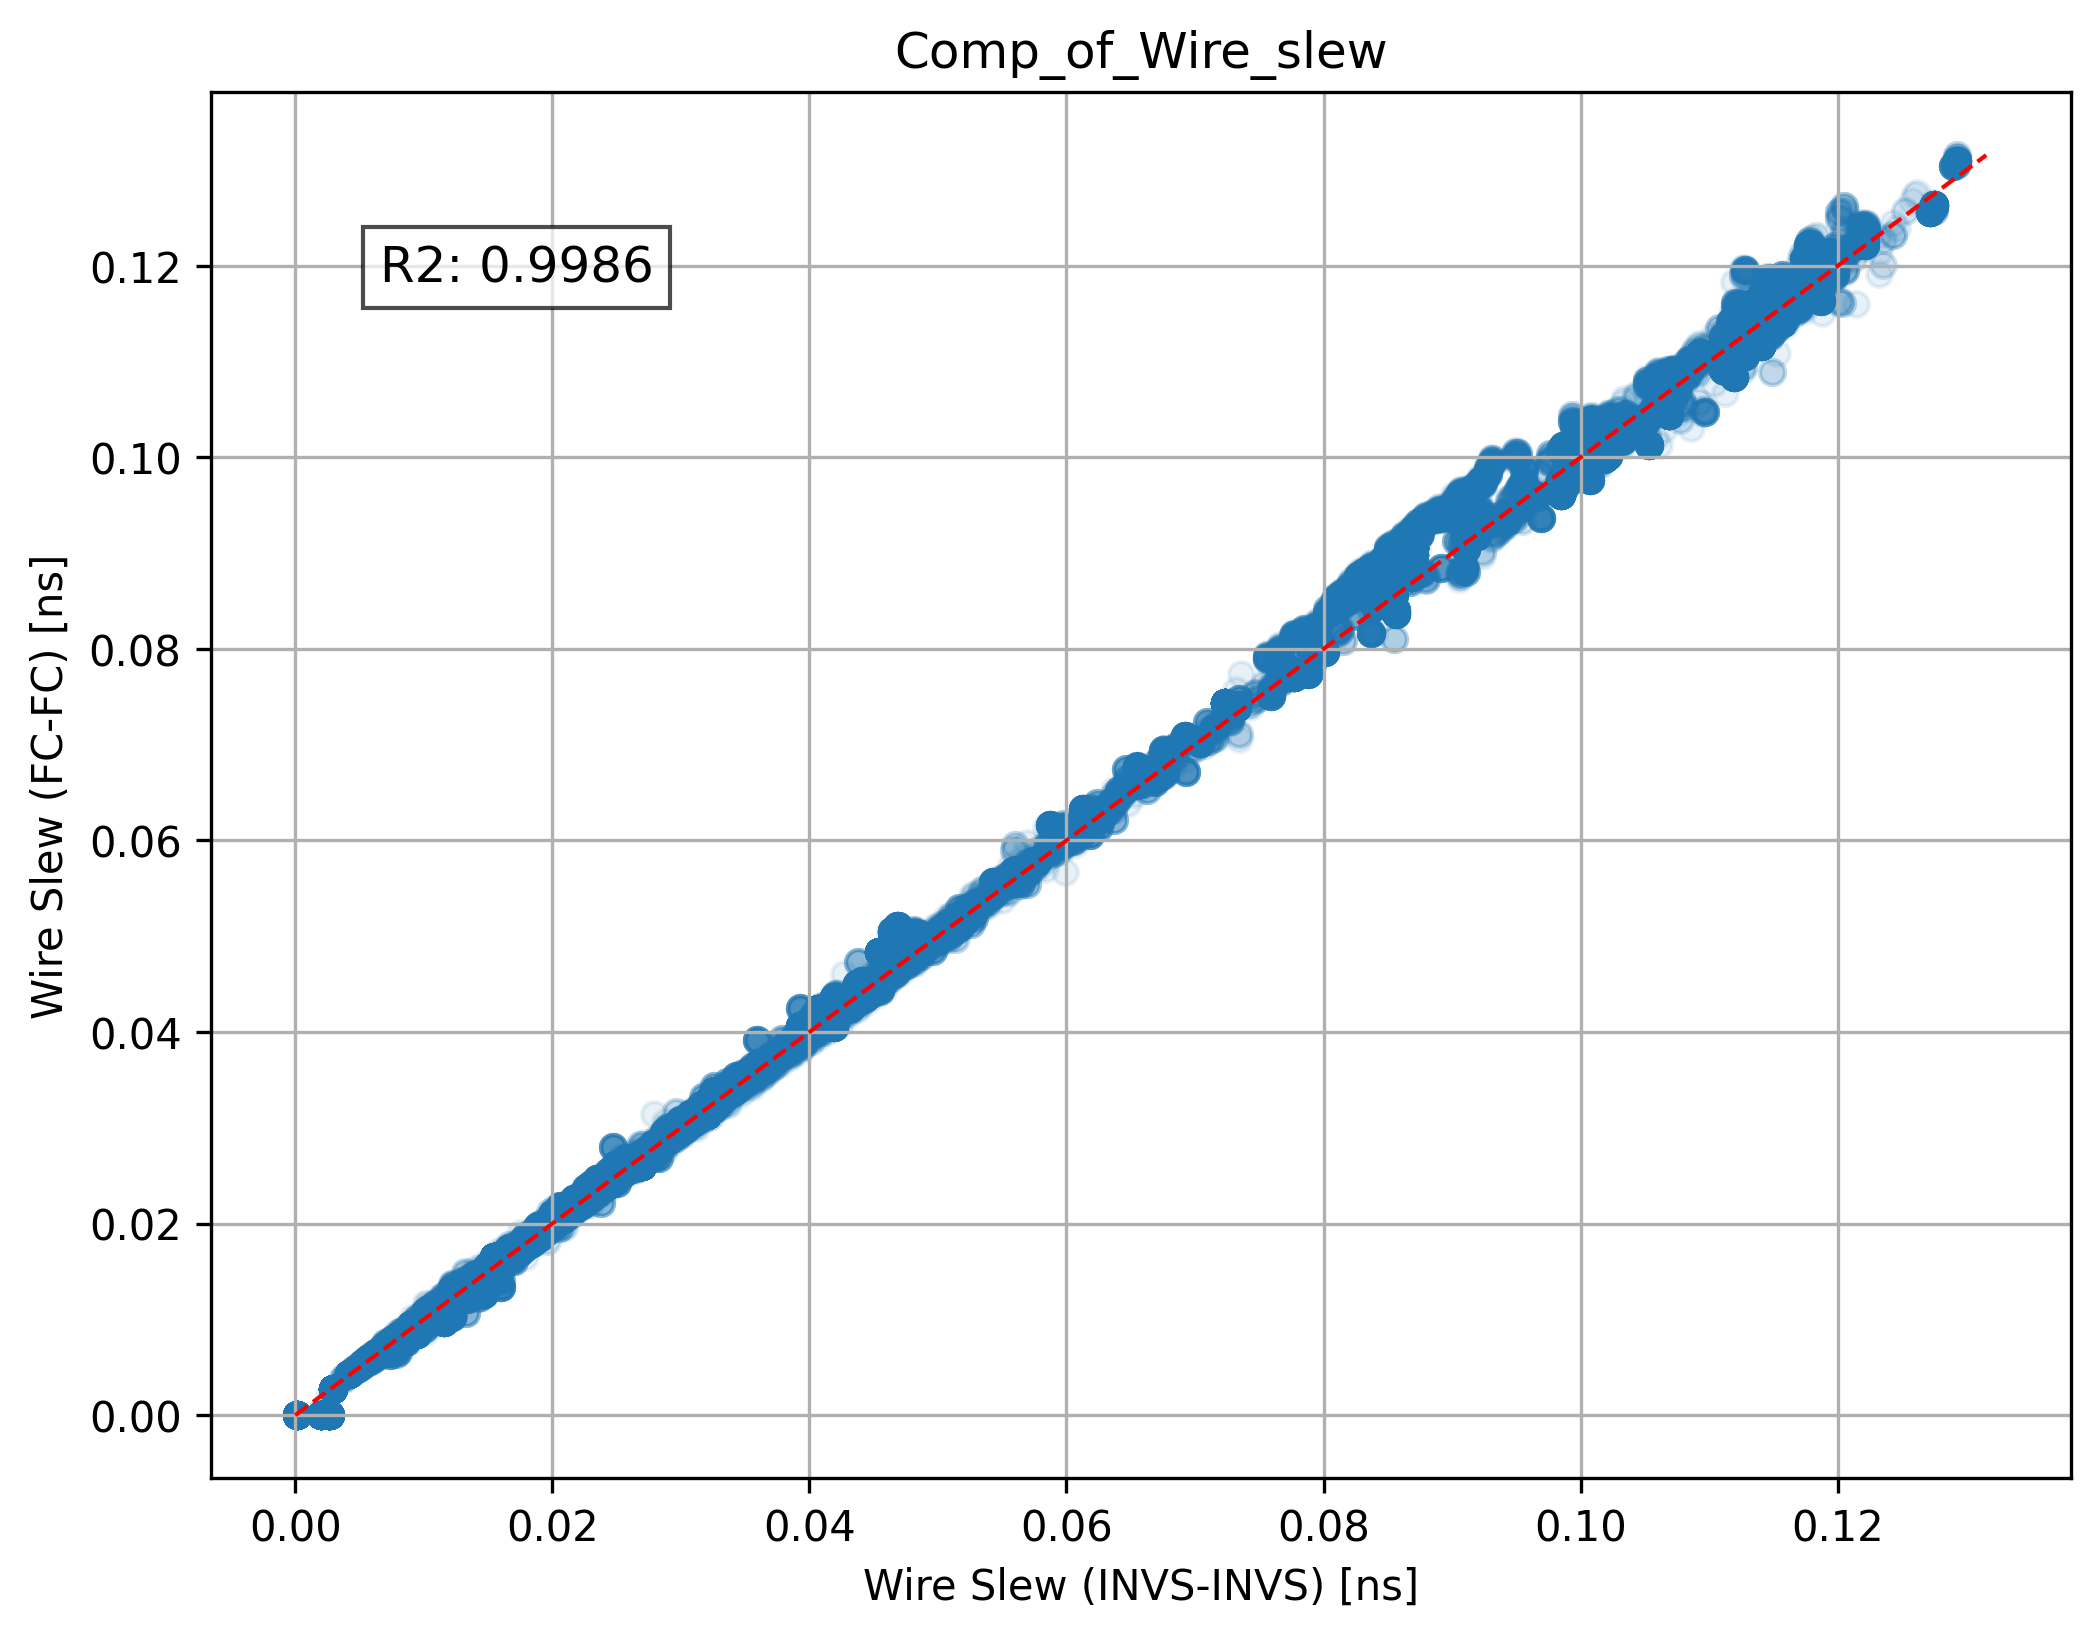 Comp_of_Wire_slew
R2: 0.9986
Wire Slew (FC-FC) [ns]
0.12
0.10
0.08
0.06
0.04
0.02
0.00
0.00 0.02 0.04 0.06 0.08 0.10 0.12
Wire Slew (INVS-INVS) [ns]